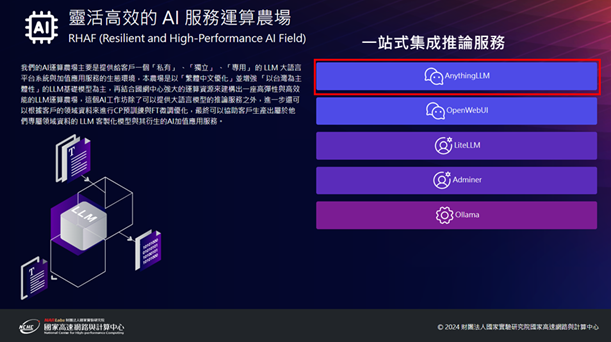 AI
靈活高效的 AI 服務運算農場
RHAF (Resilient and High-Performance AI Field)
我們的AI運算農場主要是提供給客戶一個「私有」、「獨立」、「專用」的 LLM 大語言
平台系統與加值應用服務的生態環境，本農場是以「繁體中文優化」並增強 「以台灣為主
體性」的LLM基礎模型為主，再結合國網中心強大的運算資源來建構出一座高彈性與高效
能的LLM運算農場，這個AI工作坊除了可以提供大語言模型的推論服務之外，進一步還可
以根據客戶的領域資料來進行CP預訓練與FT微調優化，最終可以協助客戶生產出屬於他
們專屬領域資料的 LLM 客製化模型與其衍生的AI加值應用服務。
LLM
T
T
一站式集成推論服務
AnythingLLM
OpenWebUI
LiteLLM
Adminer
Ollama
NCHC
NARLabs 財團法人國家實驗研究院
國家高速網路與計算中心
National Center for High-performance Computing
© 2024 財團法人國家實驗研究院國家高速網路與計算中心